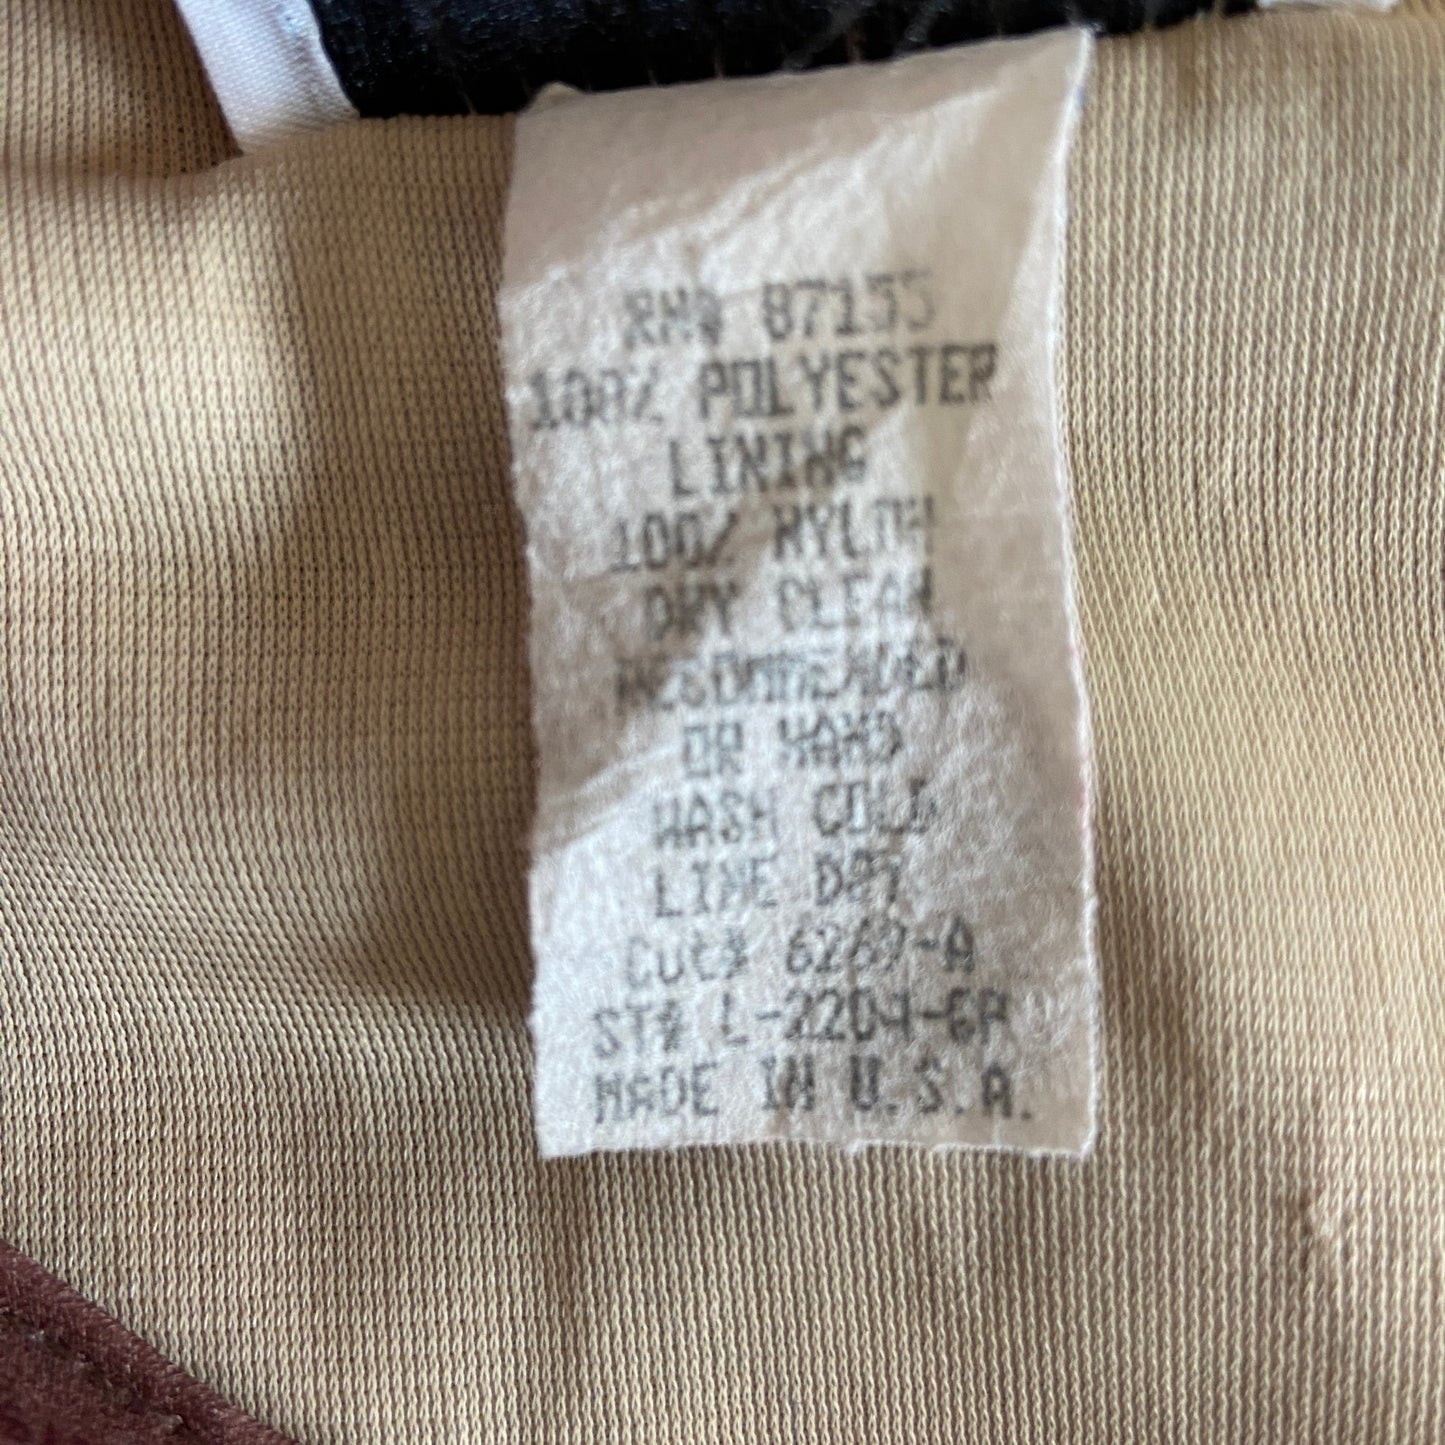 RN# 87155
100% POLYESTER
LINING
100% NYLON
DRY CLEAN
RECOMMENDED
OR HAND
WASH COLD
LINE DRY
Cut# 6269-A
ST# L-2204-GP
MADE IN U.S.A.